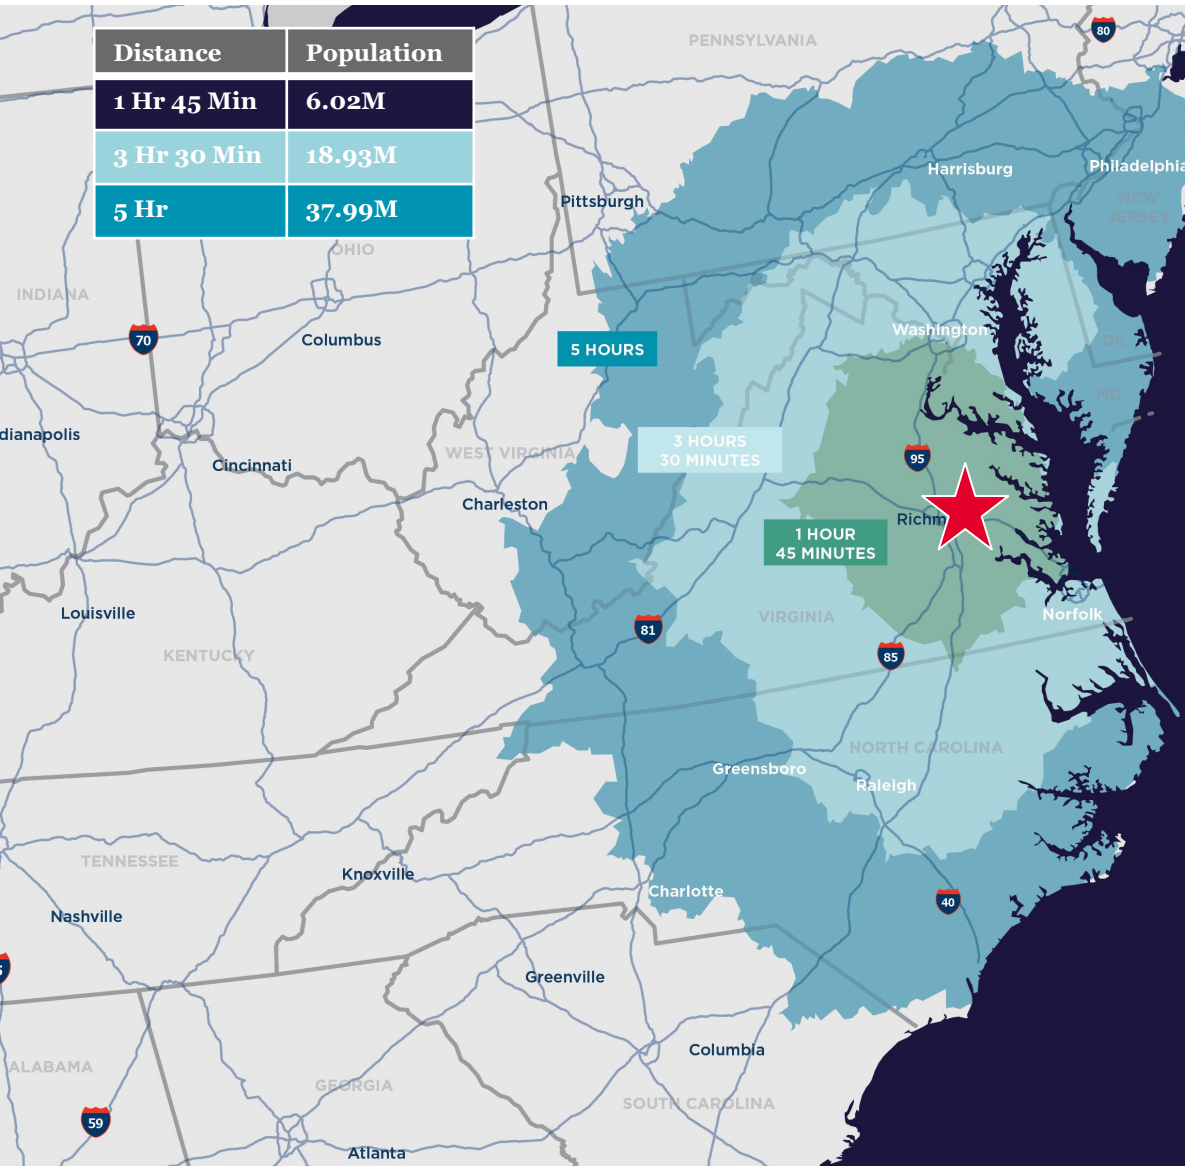 Distance Population
1 Hr 45 Min 6.02M
3 Hr 30 Min 18.93M
5 Hr 37.99M
PENNSYLVANIA
80
Harrisburg
Philadelphia
Pittsburgh
NEW
JERSEY
OHIO
INDIANA
70
Columbus
Washington
DE
5 HOURS
MD
dianapolis
3 HOURS
30 MINUTES
WEST VIRGINIA
95
Cincinnati
Charleston
Richm
1 HOUR
45 MINUTES
Louisville
Norfolk
VIRGINIA
81
KENTUCKY
85
NORTH CAROLINA
Greensboro
Raleigh
TENNESSEE
Knoxville
Charlotte
40
Nashville
5
Greenville
Columbia
ALABAMA
GEORGIA
SOUTH CAROLINA
59
Atlanta